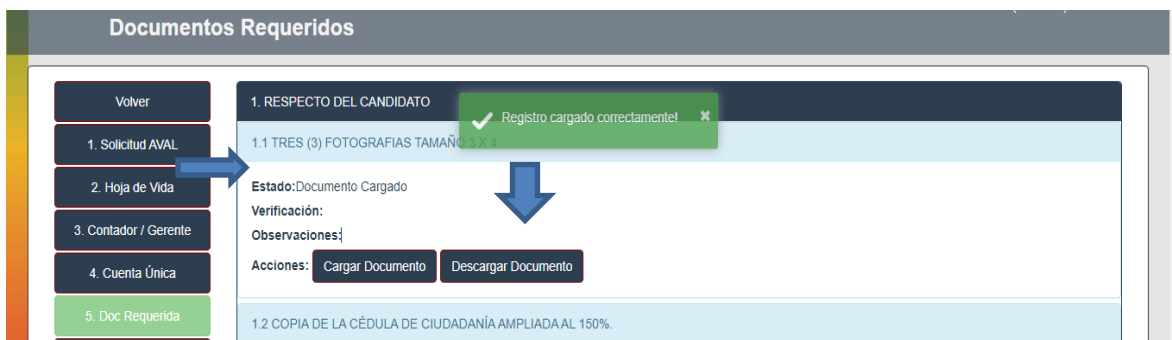 Documentos Requeridos
Volver
1. Solicitud AVAL
2. Hoja de Vida
3. Contador / Gerente
4. Cuenta Única
5. Doc Requerida
1. RESPECTO DEL CANDIDATO
Registro cargado correctamente!
1.1 TRES (3) FOTOGRAFIAS TAMAÑO 3 X 4.
Estado:Documento Cargado
Verificación:
Observaciones:
Acciones: Cargar Documento Descargar Documento
1.2 COPIA DE LA CÉDULA DE CIUDADANÍA AMPLIADA AL 150%.